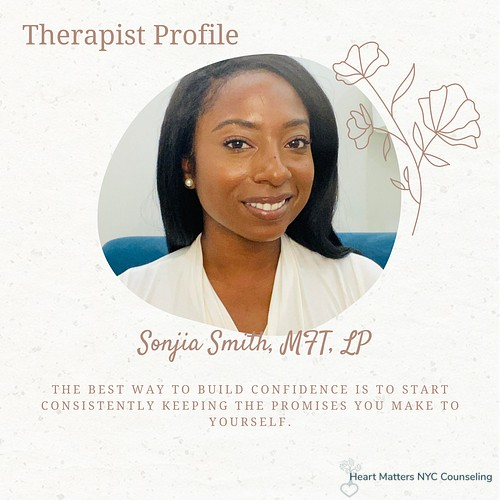 Therapist Profile
Sonjia Smith, MFT, LP
THE BEST WAY TO BUILD CONFIDENCE IS TO START
CONSISTENTLY KEEPING THE PROMISES YOU MAKE TO
YOURSELF.
Heart Matters NYC Counseling